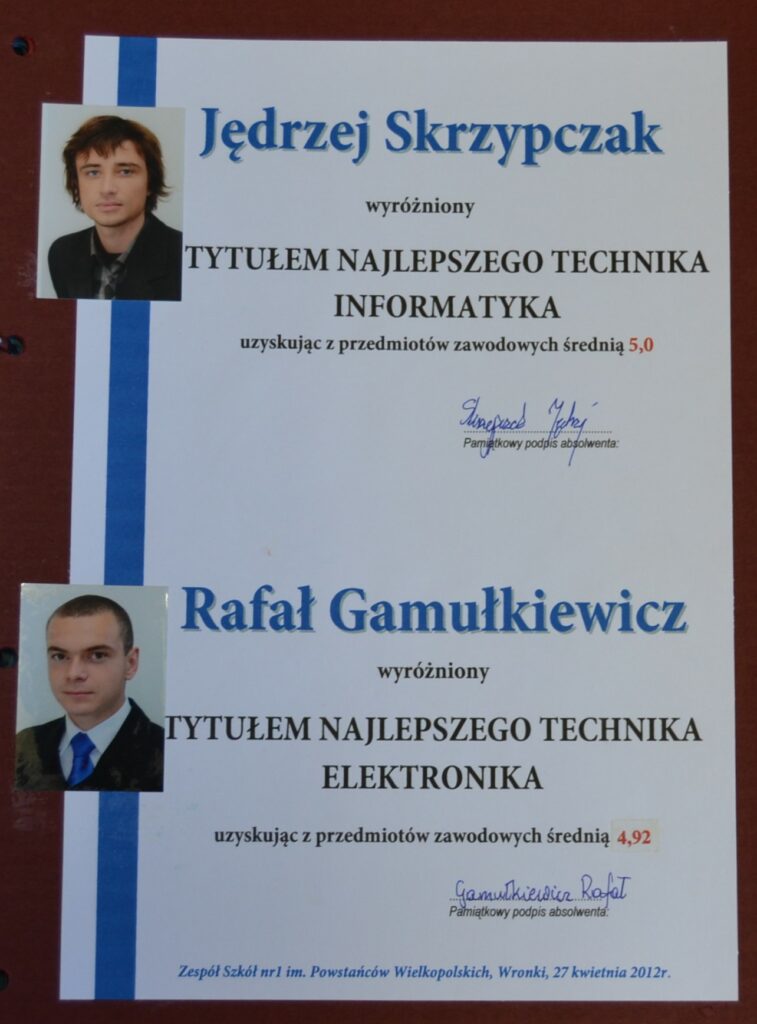 Jędrzej Skrzypczak
wyróżniony
TYTUŁEM NAJLEPSZEGO TECHNIKA
INFORMATYKA
uzyskując z przedmiotów zawodowych średnią 5,0
Skrzypczak Jędrzej
Pamiątkowy podpis absolwenta:
Rafał Gamułkiewicz
wyróżniony
TYTUŁEM NAJLEPSZEGO TECHNIKA
ELEKTRONIKA
uzyskując z przedmiotów zawodowych średnią 4,92
Gamułkiewicz Rafał
Pamiątkowy podpis absolwenta:
Zespół Szkół nr1 im. Powstańców Wielkopolskich, Wronki, 27 kwietnia 2012r.